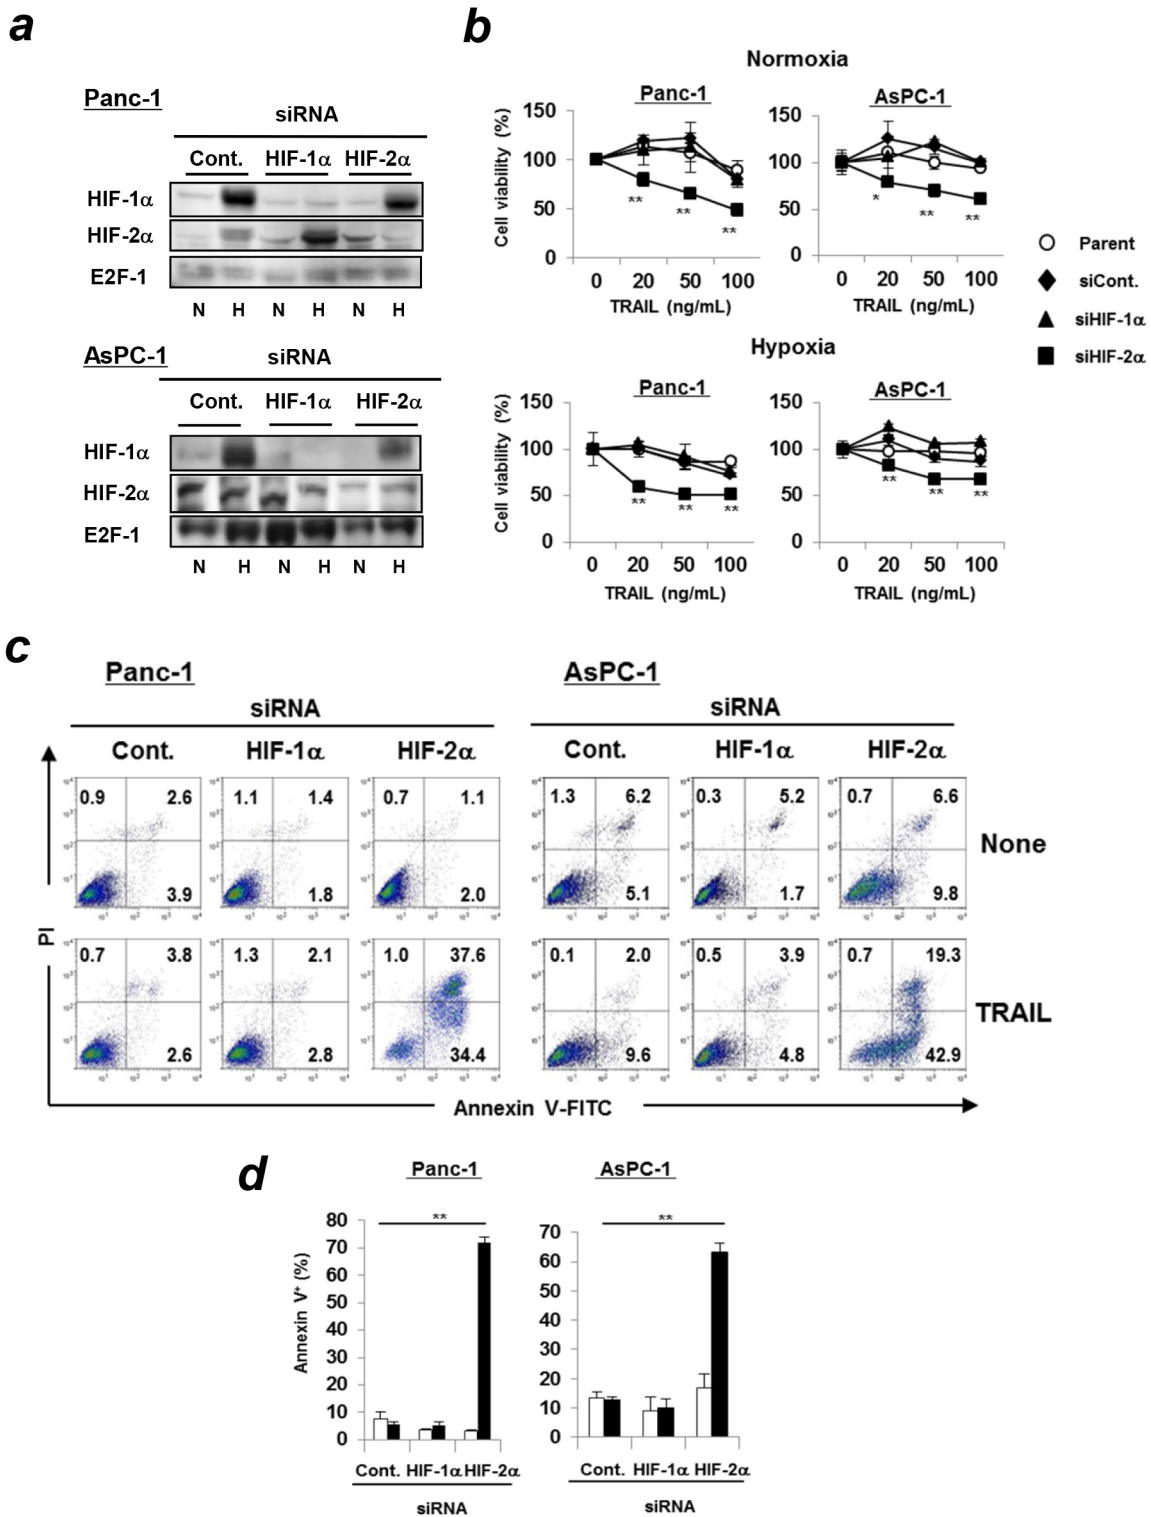 a
Panc-1
siRNA
Cont. HIF-1α HIF-2α
HIF-1α
HIF-2α
E2F-1
N H N H N H
AsPC-1
siRNA
Cont. HIF-1α HIF-2α
HIF-1α
HIF-2α
E2F-1
N H N H N H
b
Normoxia
Panc-1
Cell viability (%)
150
100
50
0
** ** **
0 20 50 100
TRAIL (ng/mL)
AsPC-1
150
100
50
0
* ** **
0 20 50 100
TRAIL (ng/mL)
Hypoxia
Panc-1
Cell viability (%)
150
100
50
0
** ** **
0 20 50 100
TRAIL (ng/mL)
AsPC-1
150
100
50
0
** ** **
0 20 50 100
TRAIL (ng/mL)
Parent
siCont.
siHIF-1α
siHIF-2α
c
Panc-1 AsPC-1
siRNA siRNA
Cont. HIF-1α HIF-2α Cont. HIF-1α HIF-2α
0.9 2.6 1.1 1.4 0.7 1.1 1.3 6.2 0.3 5.2 0.7 6.6
None
3.9 1.8 2.0 5.1 1.7 9.8
PI
0.7 3.8 1.3 2.1 1.0 37.6 0.1 2.0 0.5 3.9 0.7 19.3
TRAIL
2.6 2.8 34.4 9.6 4.8 42.9
Annexin V-FITC
d
Panc-1
Annexin V+ (%)
80
70
60
50
40
30
20
10
0
**
Cont. HIF-1α HIF-2α
siRNA
AsPC-1
70
60
50
40
30
20
10
0
**
Cont. HIF-1α HIF-2α
siRNA